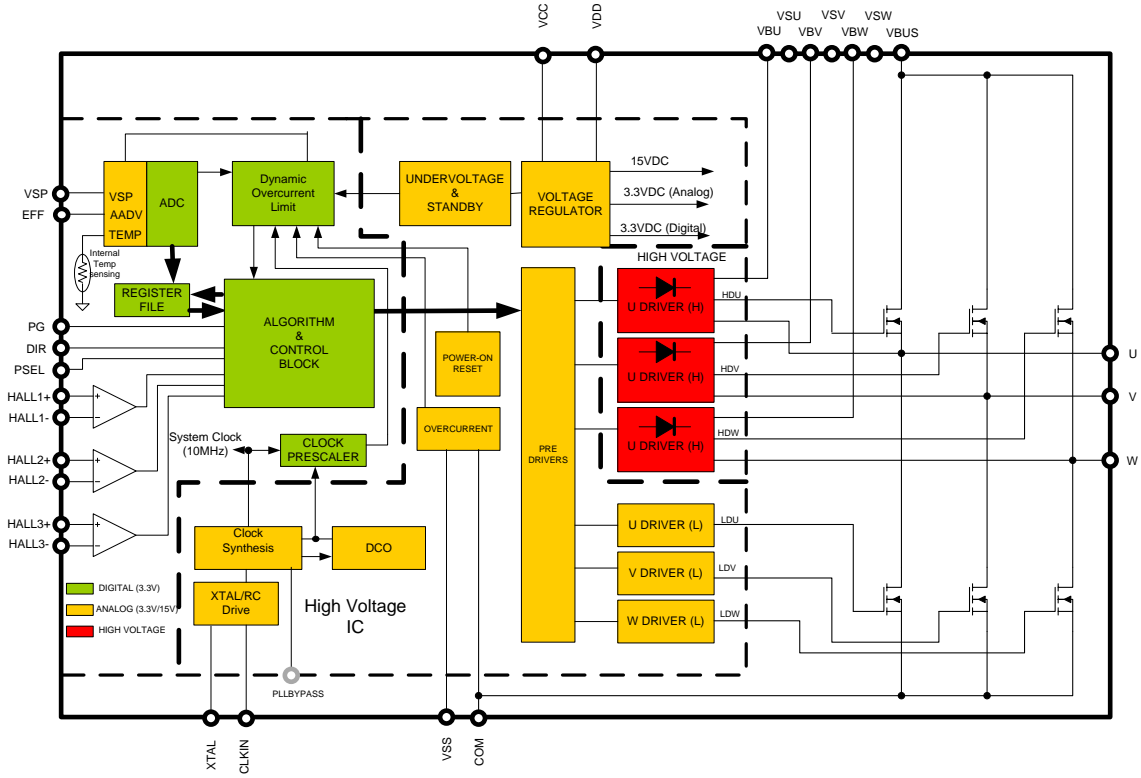 VCC
VDD
VSU
VSV
VSW
VBU
VBV
VBW
VBUS
VSP
EFF
VSP
AADV
TEMP
ADC
Dynamic
Overcurrent
Limit
UNDERVOLTAGE
&
STANDBY
VOLTAGE
REGULATOR
15VDC
3.3VDC (Analog)
3.3VDC (Digital)
Internal
Temp
sensing
REGISTER
FILE
HIGH VOLTAGE
U DRIVER (H)
HDU
PG
DIR
PSEL
ALGORITHM
&
CONTROL
BLOCK
POWER-ON
RESET
U DRIVER (H)
HDV
U
HALL1+
HALL1-
+
−
V
OVERCURRENT
U DRIVER (H)
HDW
System Clock
(10MHz)
CLOCK
PRESCALER
PRE
DRIVERS
W
HALL2+
HALL2-
+
−
HALL3+
HALL3-
+
−
Clock
Synthesis
DCO
U DRIVER (L)
LDU
V DRIVER (L)
LDV
W DRIVER (L)
LDW
DIGITAL (3.3V)
ANALOG (3.3V/15V)
HIGH VOLTAGE
XTAL/RC
Drive
High Voltage
IC
PLLBYPASS
XTAL
CLKIN
VSS
COM